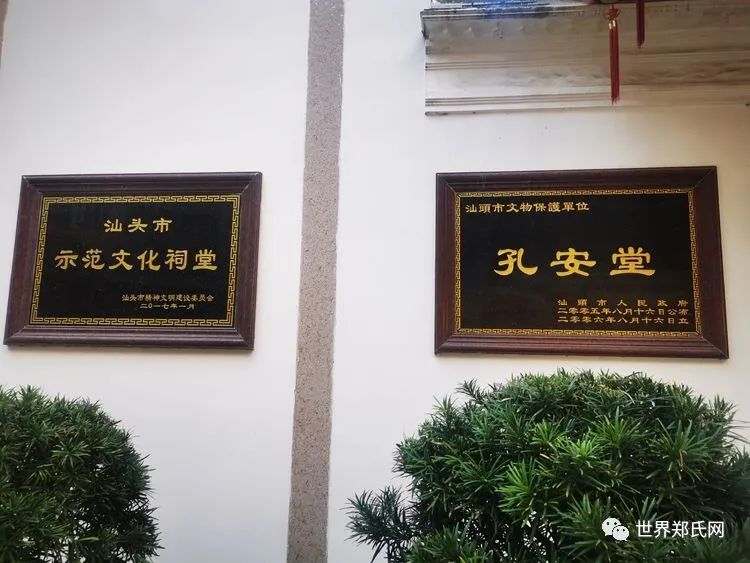 汕头市
示范文化祠堂
汕头市精神文明建设委员会
二〇一七年一月
汕頭市文物保護單位
孔安堂
汕頭市人民政府
二零零五年八月十六日公布
二零零六年八月十六日立
世界郑氏网